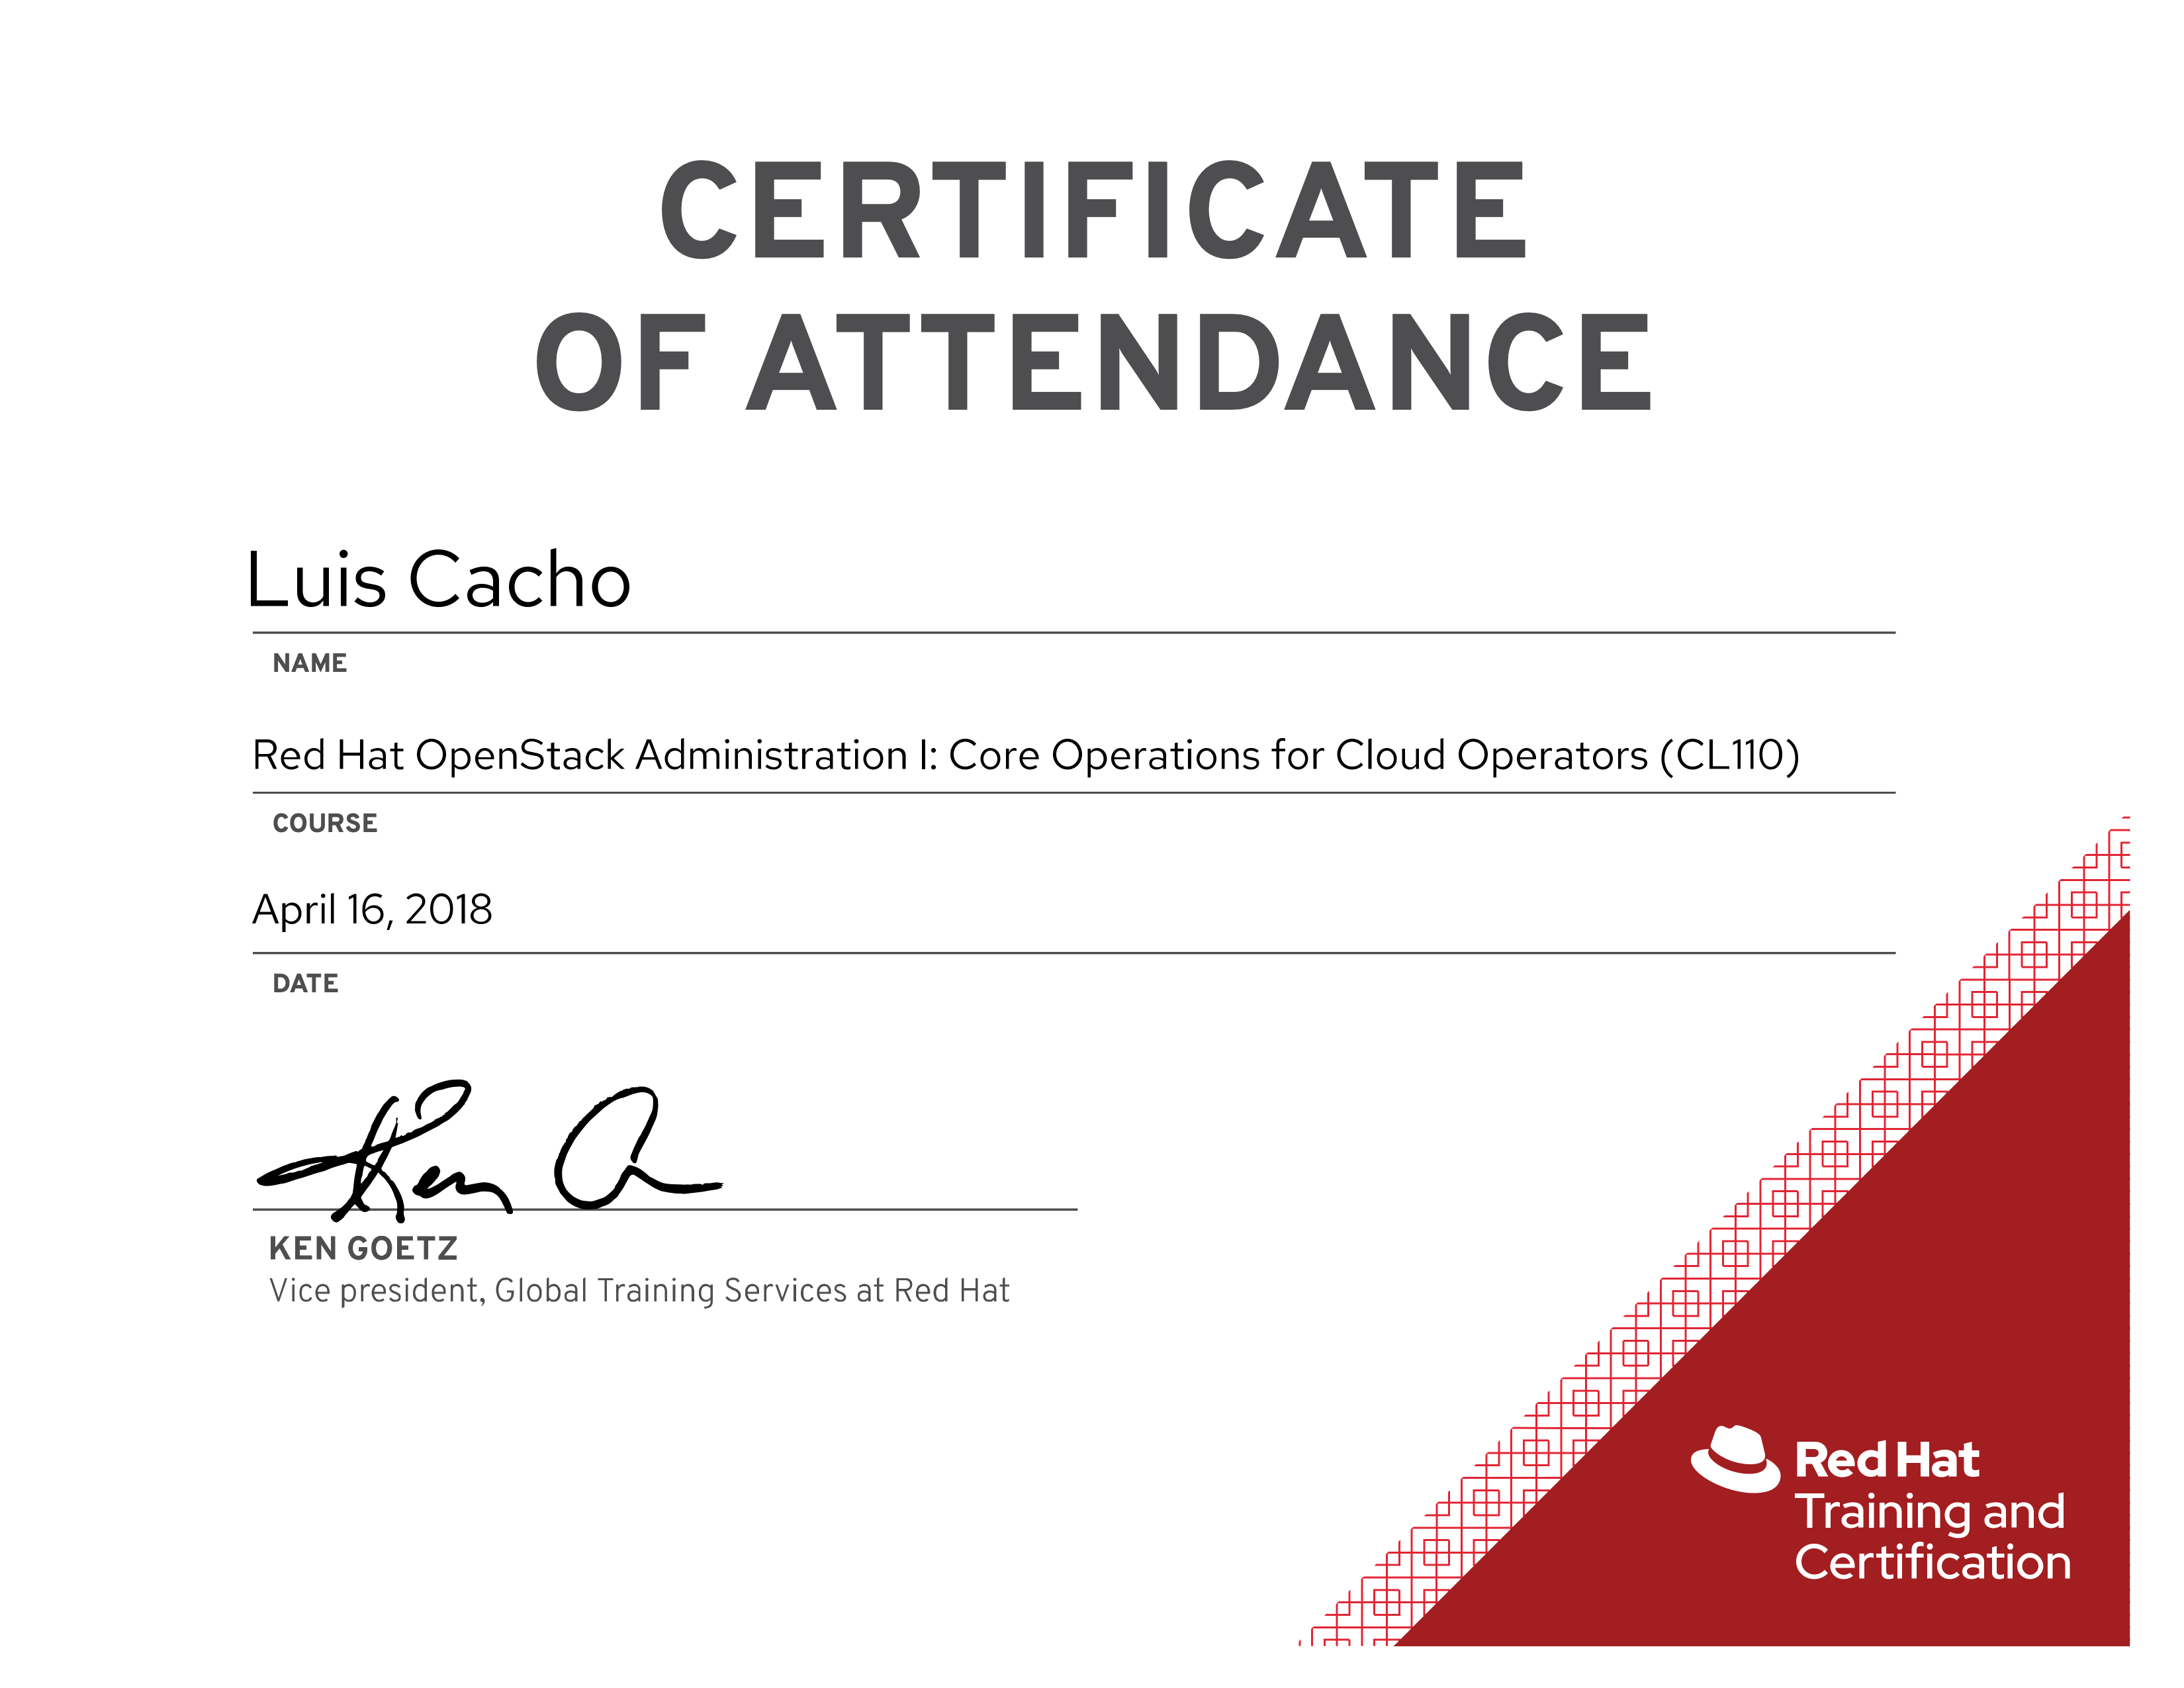 CERTIFICATE
OF ATTENDANCE
Luis Cacho
NAME
Red Hat OpenStack Administration I: Core Operations for Cloud Operators (CL110)
COURSE
April 16, 2018
DATE
KEN GOETZ
Vice president, Global Training Services at Red Hat
Red Hat
Training and
Certification